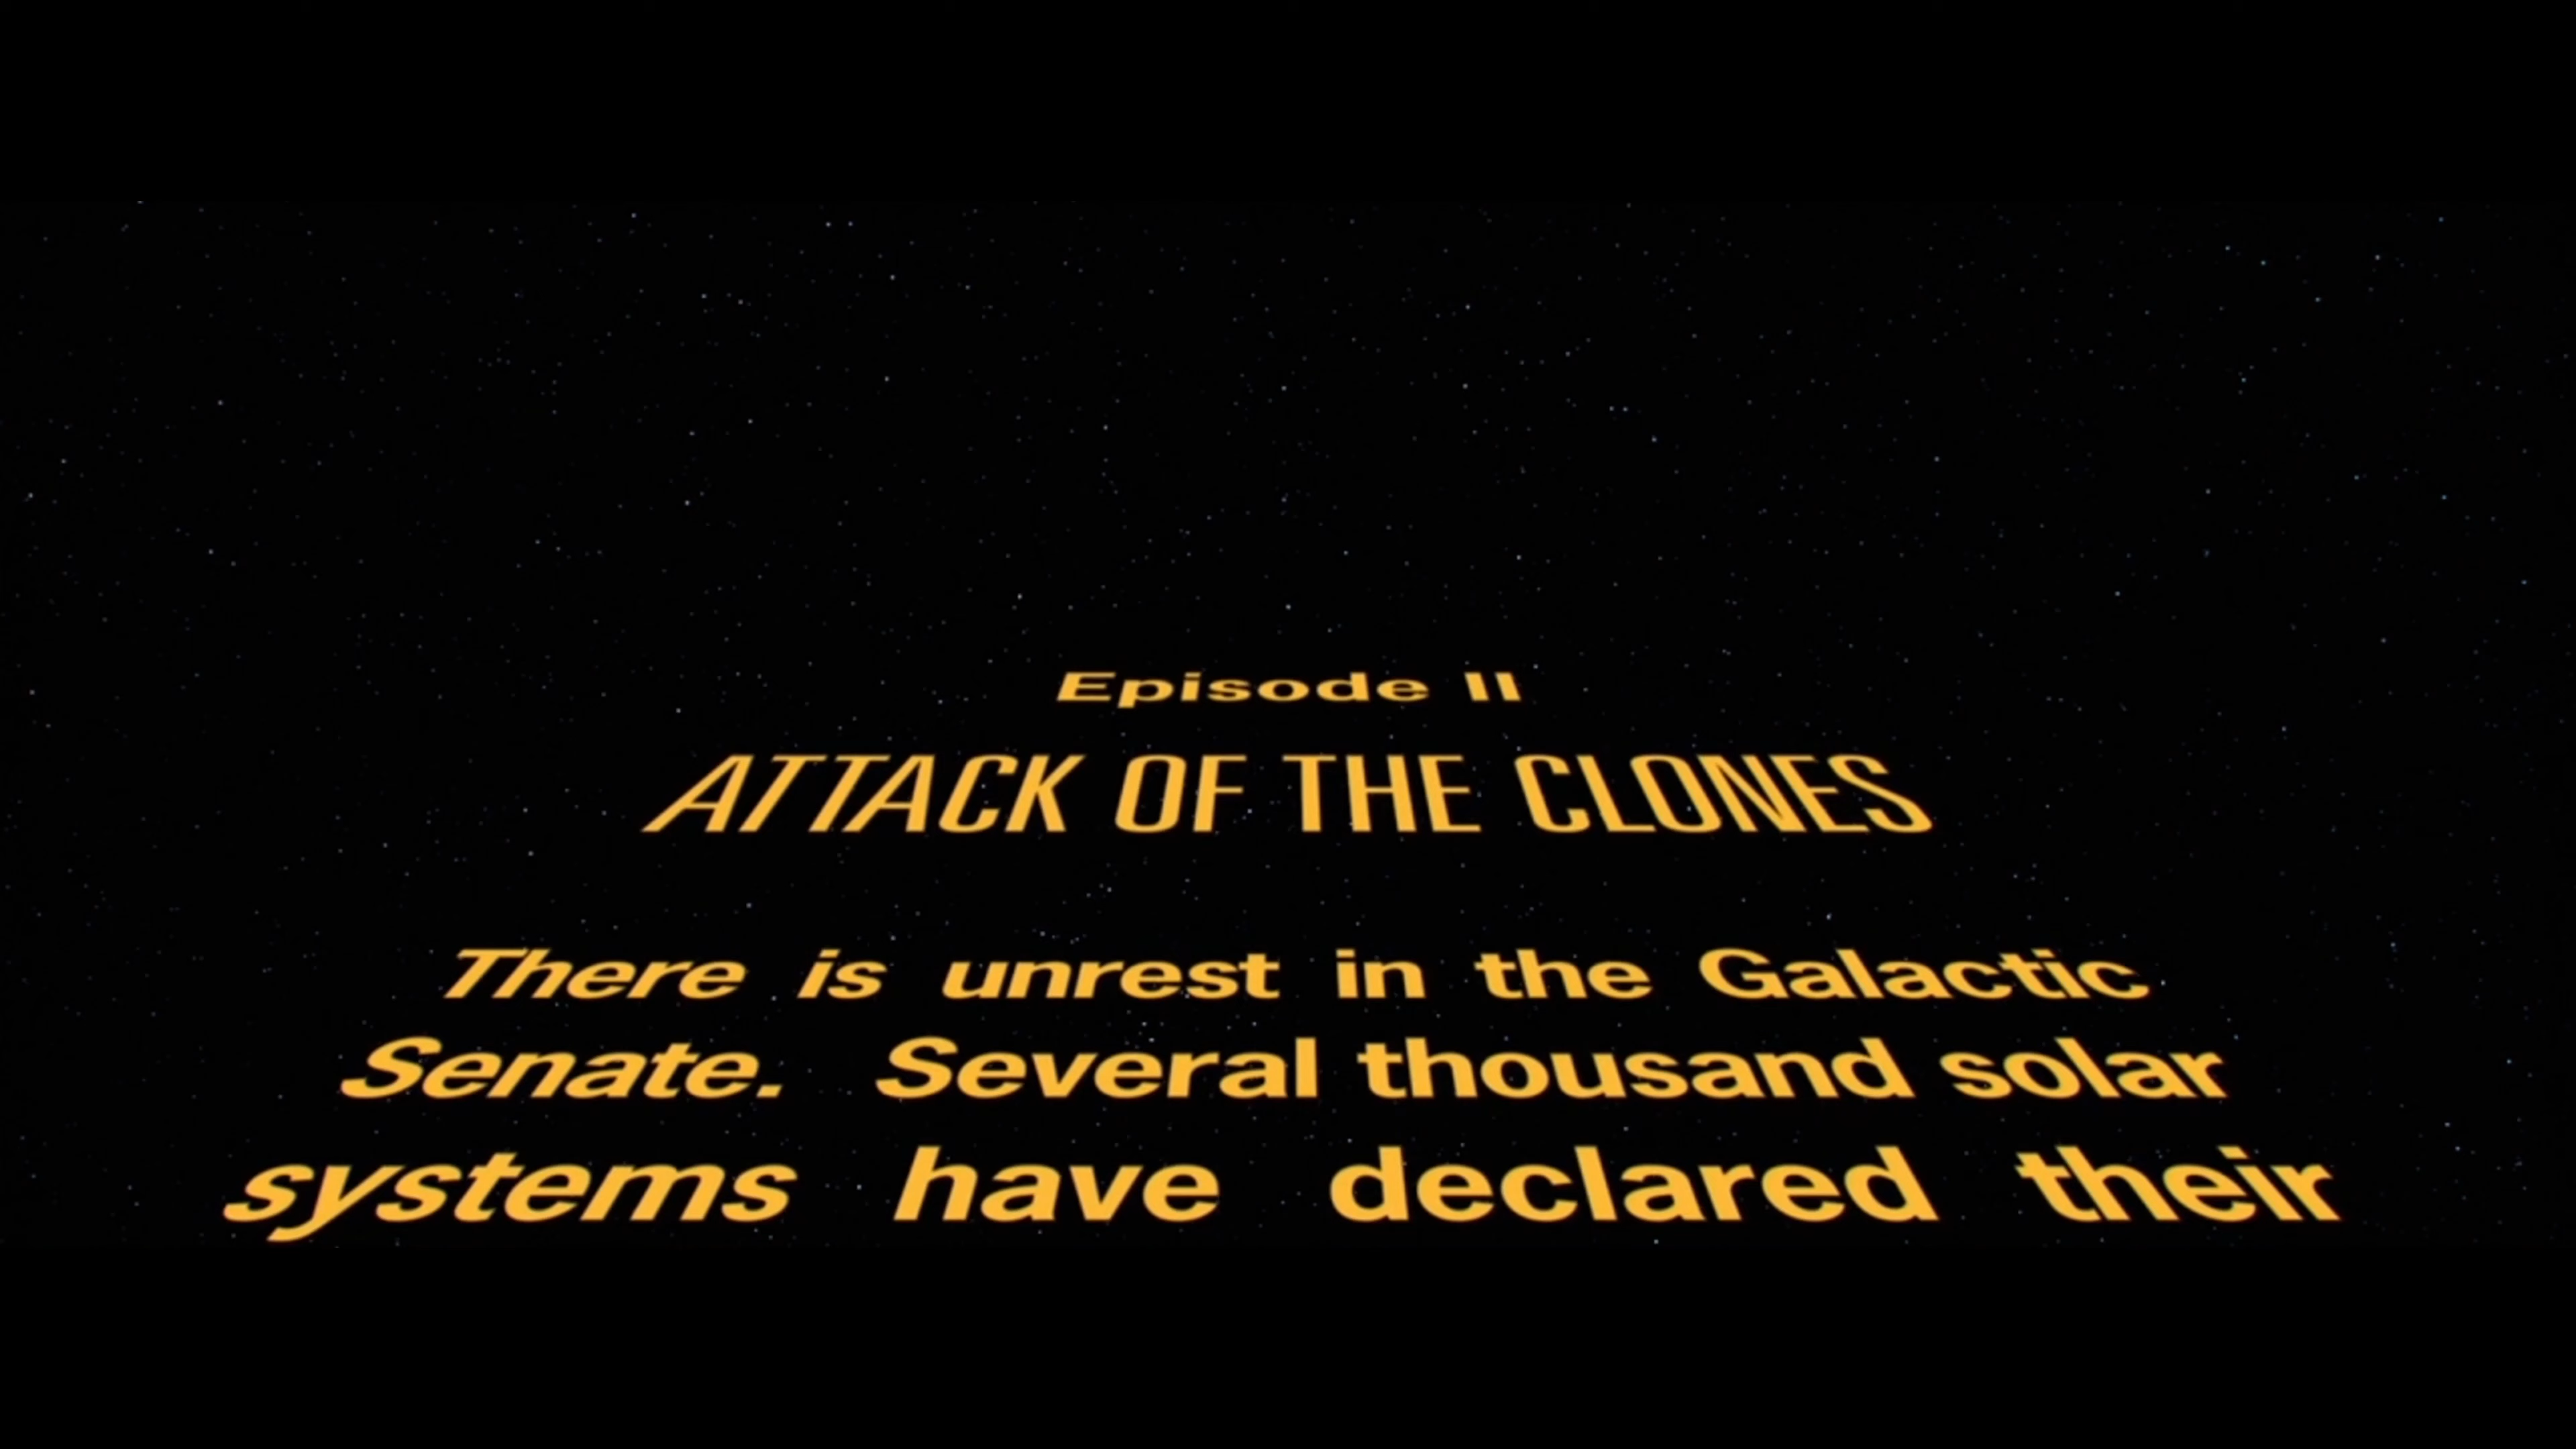 Episode II
ATTACK OF THE CLONES
There is unrest in the Galactic
Senate. Several thousand solar
systems have declared their